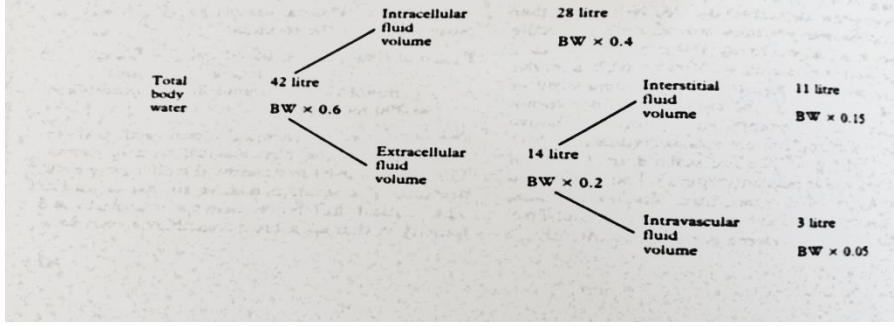 Intracellular
fluid
volume
28 litre
BW × 0.4
Total
body
water
42 litre
BW × 0.6
Interstitial
fluid
volume
11 litre
BW × 0.15
Extracellular
fluid
volume
14 litre
BW × 0.2
Intravascular
fluid
volume
3 litre
BW × 0.05